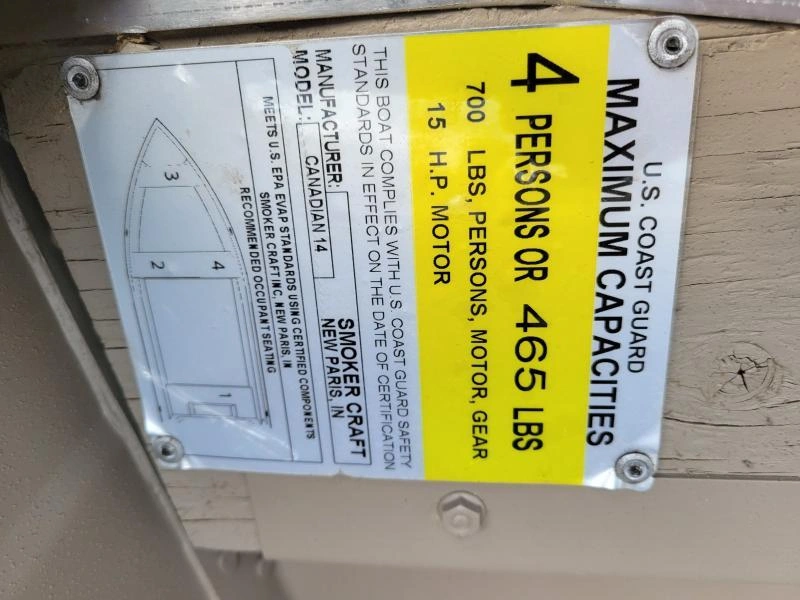 U.S. COAST GUARD
MAXIMUM CAPACITIES
4 PERSONS OR 465 LBS
700 LBS, PERSONS, MOTOR, GEAR
15 H.P. MOTOR
THIS BOAT COMPLIES WITH U.S. COAST GUARD SAFETY
STANDARDS IN EFFECT ON THE DATE OF CERTIFICATION
MANUFACTURER: SMOKER CRAFT
NEW PARIS, IN
MODEL: CANADIAN 14
MEETS U.S. EPA EVAP STANDARDS USING CERTIFIED COMPONENTS
SMOKER CRAFT INC, NEW PARIS, IN
RECOMMENDED OCCUPANT SEATING
3
4
2
1